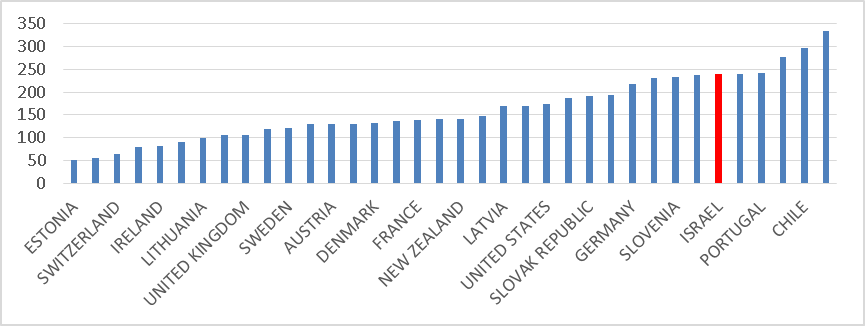 350
300
250
200
150
100
50
0
ESTONIA
SWITZERLAND
IRELAND
LITHUANIA
UNITED KINGDOM
SWEDEN
AUSTRIA
DENMARK
FRANCE
NEW ZEALAND
LATVIA
UNITED STATES
SLOVAK REPUBLIC
GERMANY
SLOVENIA
ISRAEL
PORTUGAL
CHILE